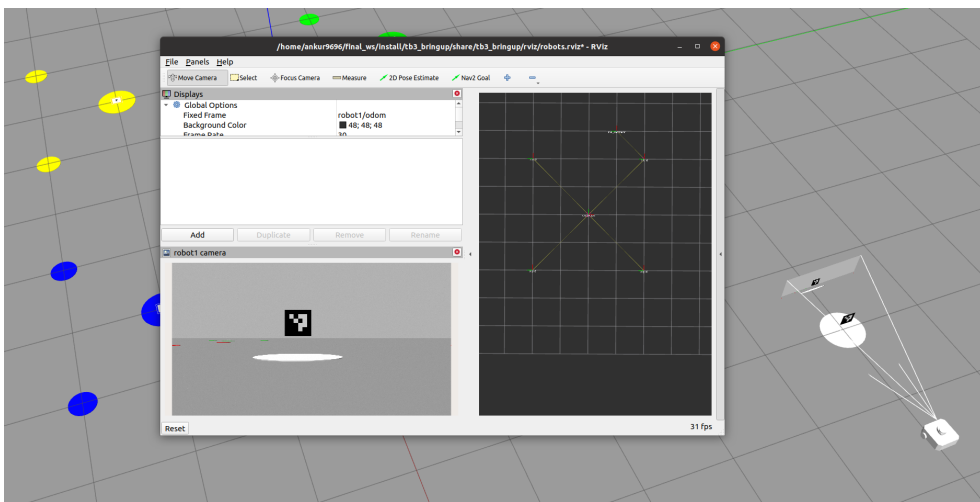 /home/ankur9696/final_ws/install/tb3_bringup/share/tb3_bringup/rviz/robots.rviz* - RViz
File Panels Help
Move Camera Select Focus Camera Measure 2D Pose Estimate Nav2 Goal
Displays
Global Options
Fixed Frame robot1/odom
Background Color 48; 48; 48
Frame Rate 30
Add Duplicate Remove Rename
robot1 camera
Reset 31 fps